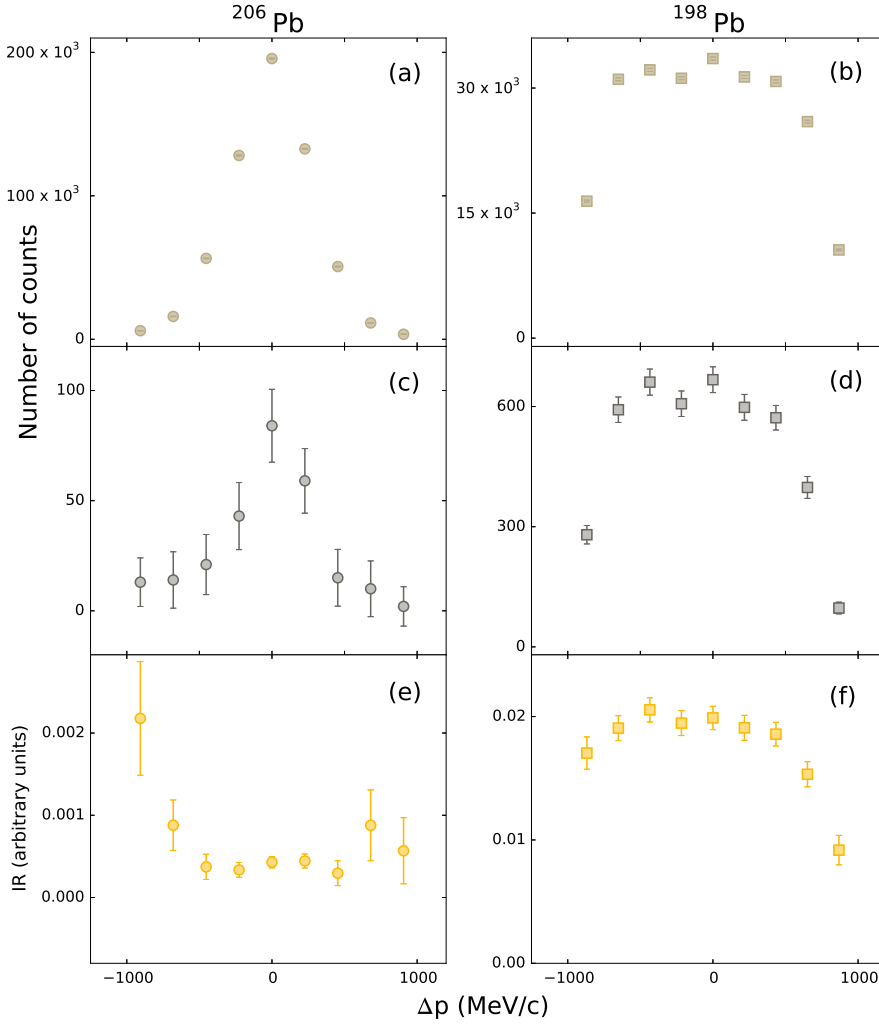 ²⁰⁶Pb
¹⁹⁸Pb
Number of counts
200 x 10³
100 x 10³
0
(a)
30 x 10³
15 x 10³
0
(b)
100
50
0
(c)
600
300
0
(d)
IR (arbitrary units)
0.002
0.001
0.000
(e)
0.02
0.01
0.00
(f)
−1000
0
1000
−1000
0
1000
Δp (MeV/c)